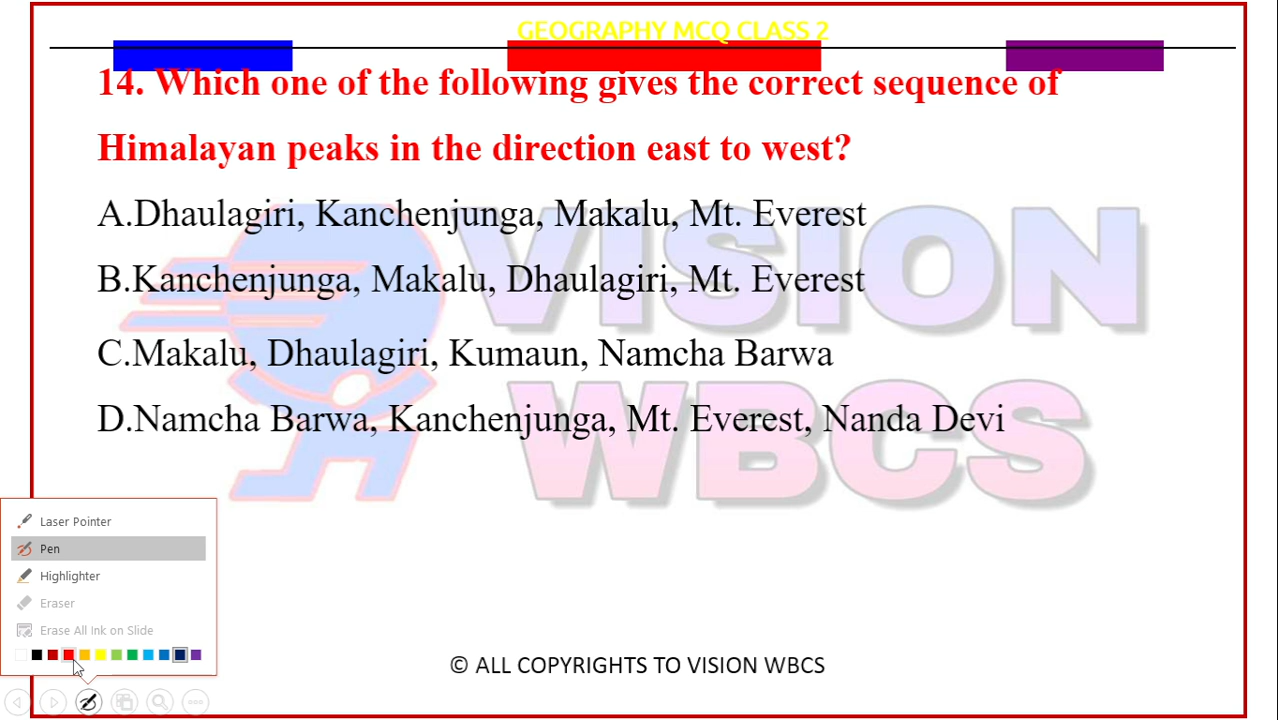 GEOGRAPHY MCQ CLASS 2
14. Which one of the following gives the correct sequence of
Himalayan peaks in the direction east to west?
A.Dhaulagiri, Kanchenjunga, Makalu, Mt. Everest
B.Kanchenjunga, Makalu, Dhaulagiri, Mt. Everest
C.Makalu, Dhaulagiri, Kumaun, Namcha Barwa
D.Namcha Barwa, Kanchenjunga, Mt. Everest, Nanda Devi
VISION
WBCS
Laser Pointer
Pen
Highlighter
Eraser
Erase All Ink on Slide
© ALL COPYRIGHTS TO VISION WBCS